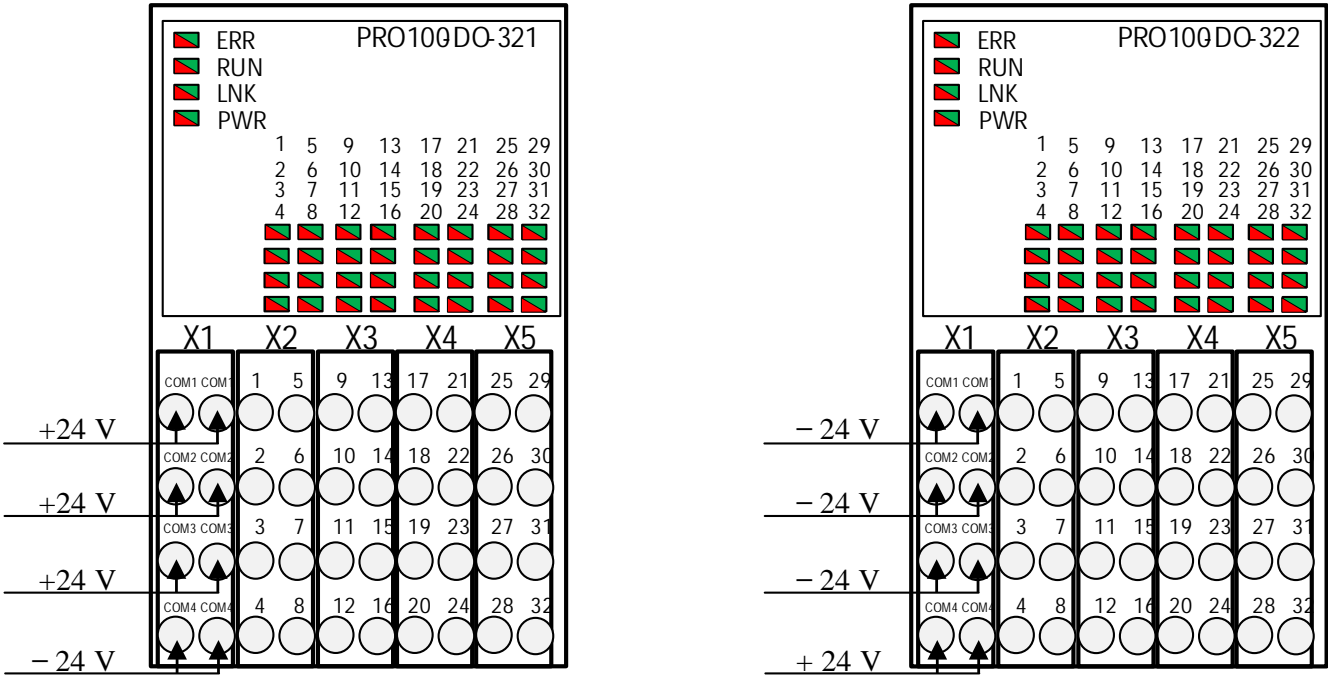 ERR PRO100-DO-321
RUN
LNK
PWR
1 5 9 13 17 21 25 29
2 6 10 14 18 22 26 30
3 7 11 15 19 23 27 31
4 8 12 16 20 24 28 32
X1 X2 X3 X4 X5
COM1 COM1 1 5 9 13 17 21 25 29
+24 V
COM2 COM2 2 6 10 14 18 22 26 30
+24 V
COM3 COM3 3 7 11 15 19 23 27 31
+24 V
COM4 COM4 4 8 12 16 20 24 28 32
− 24 V
ERR PRO100-DO-322
RUN
LNK
PWR
1 5 9 13 17 21 25 29
2 6 10 14 18 22 26 30
3 7 11 15 19 23 27 31
4 8 12 16 20 24 28 32
X1 X2 X3 X4 X5
COM1 COM1 1 5 9 13 17 21 25 29
− 24 V
COM2 COM2 2 6 10 14 18 22 26 30
− 24 V
COM3 COM3 3 7 11 15 19 23 27 31
− 24 V
COM4 COM4 4 8 12 16 20 24 28 32
+ 24 V